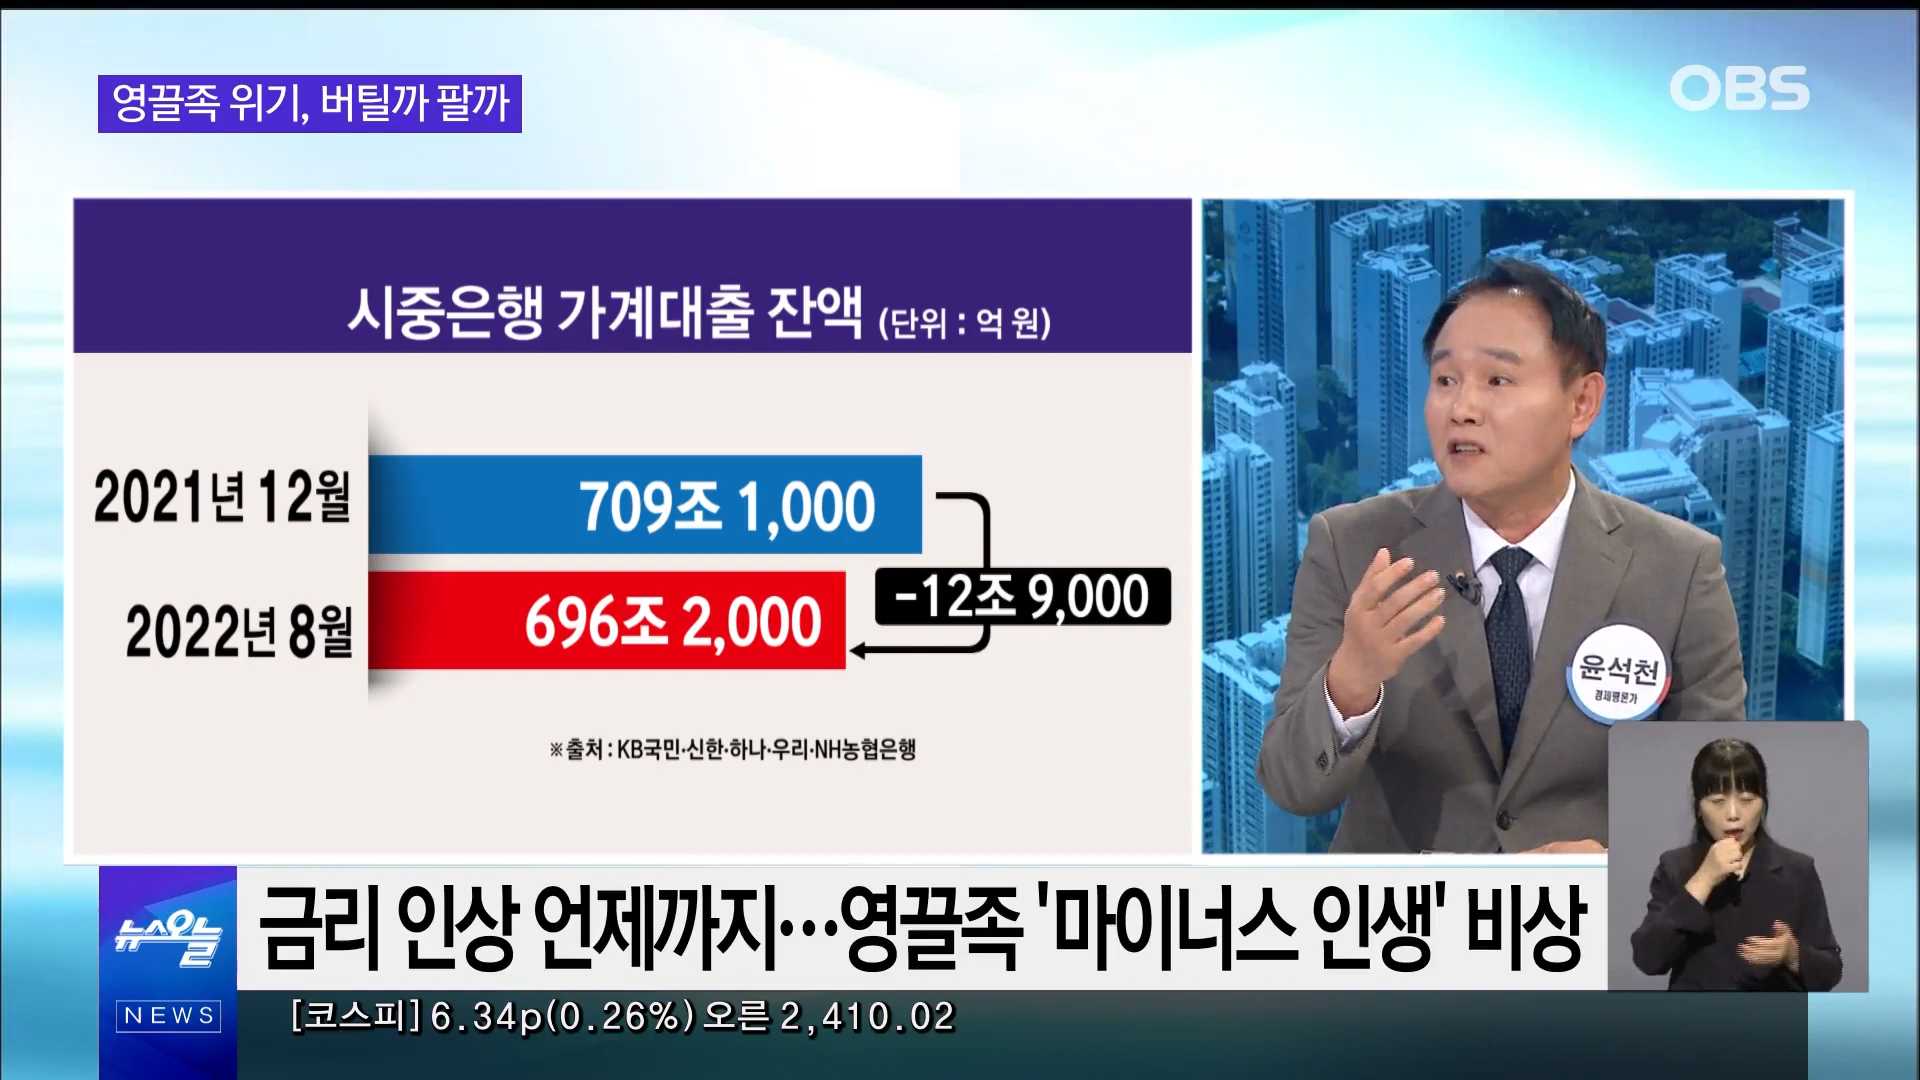 영끌족 위기, 버틸까 팔까
OBS
시중은행 가계대출 잔액 (단위 : 억 원)
2021년 12월
709조 1,000
-12조 9,000
2022년 8월
696조 2,000
※ 출처 : KB국민·신한·하나·우리·NH농협은행
윤석천
경제평론가
뉴스오늘
NEWS
금리 인상 언제까지…영끌족 '마이너스 인생' 비상
[코스피] 6.34p(0.26%) 오른 2,410.02